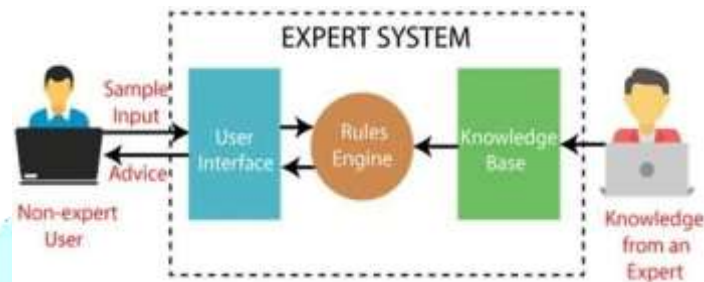 EXPERT SYSTEM
Sample
Input
Advice
Non-expert
User
User
Interface
Rules
Engine
Knowledge
Base
Knowledge
from an
Expert